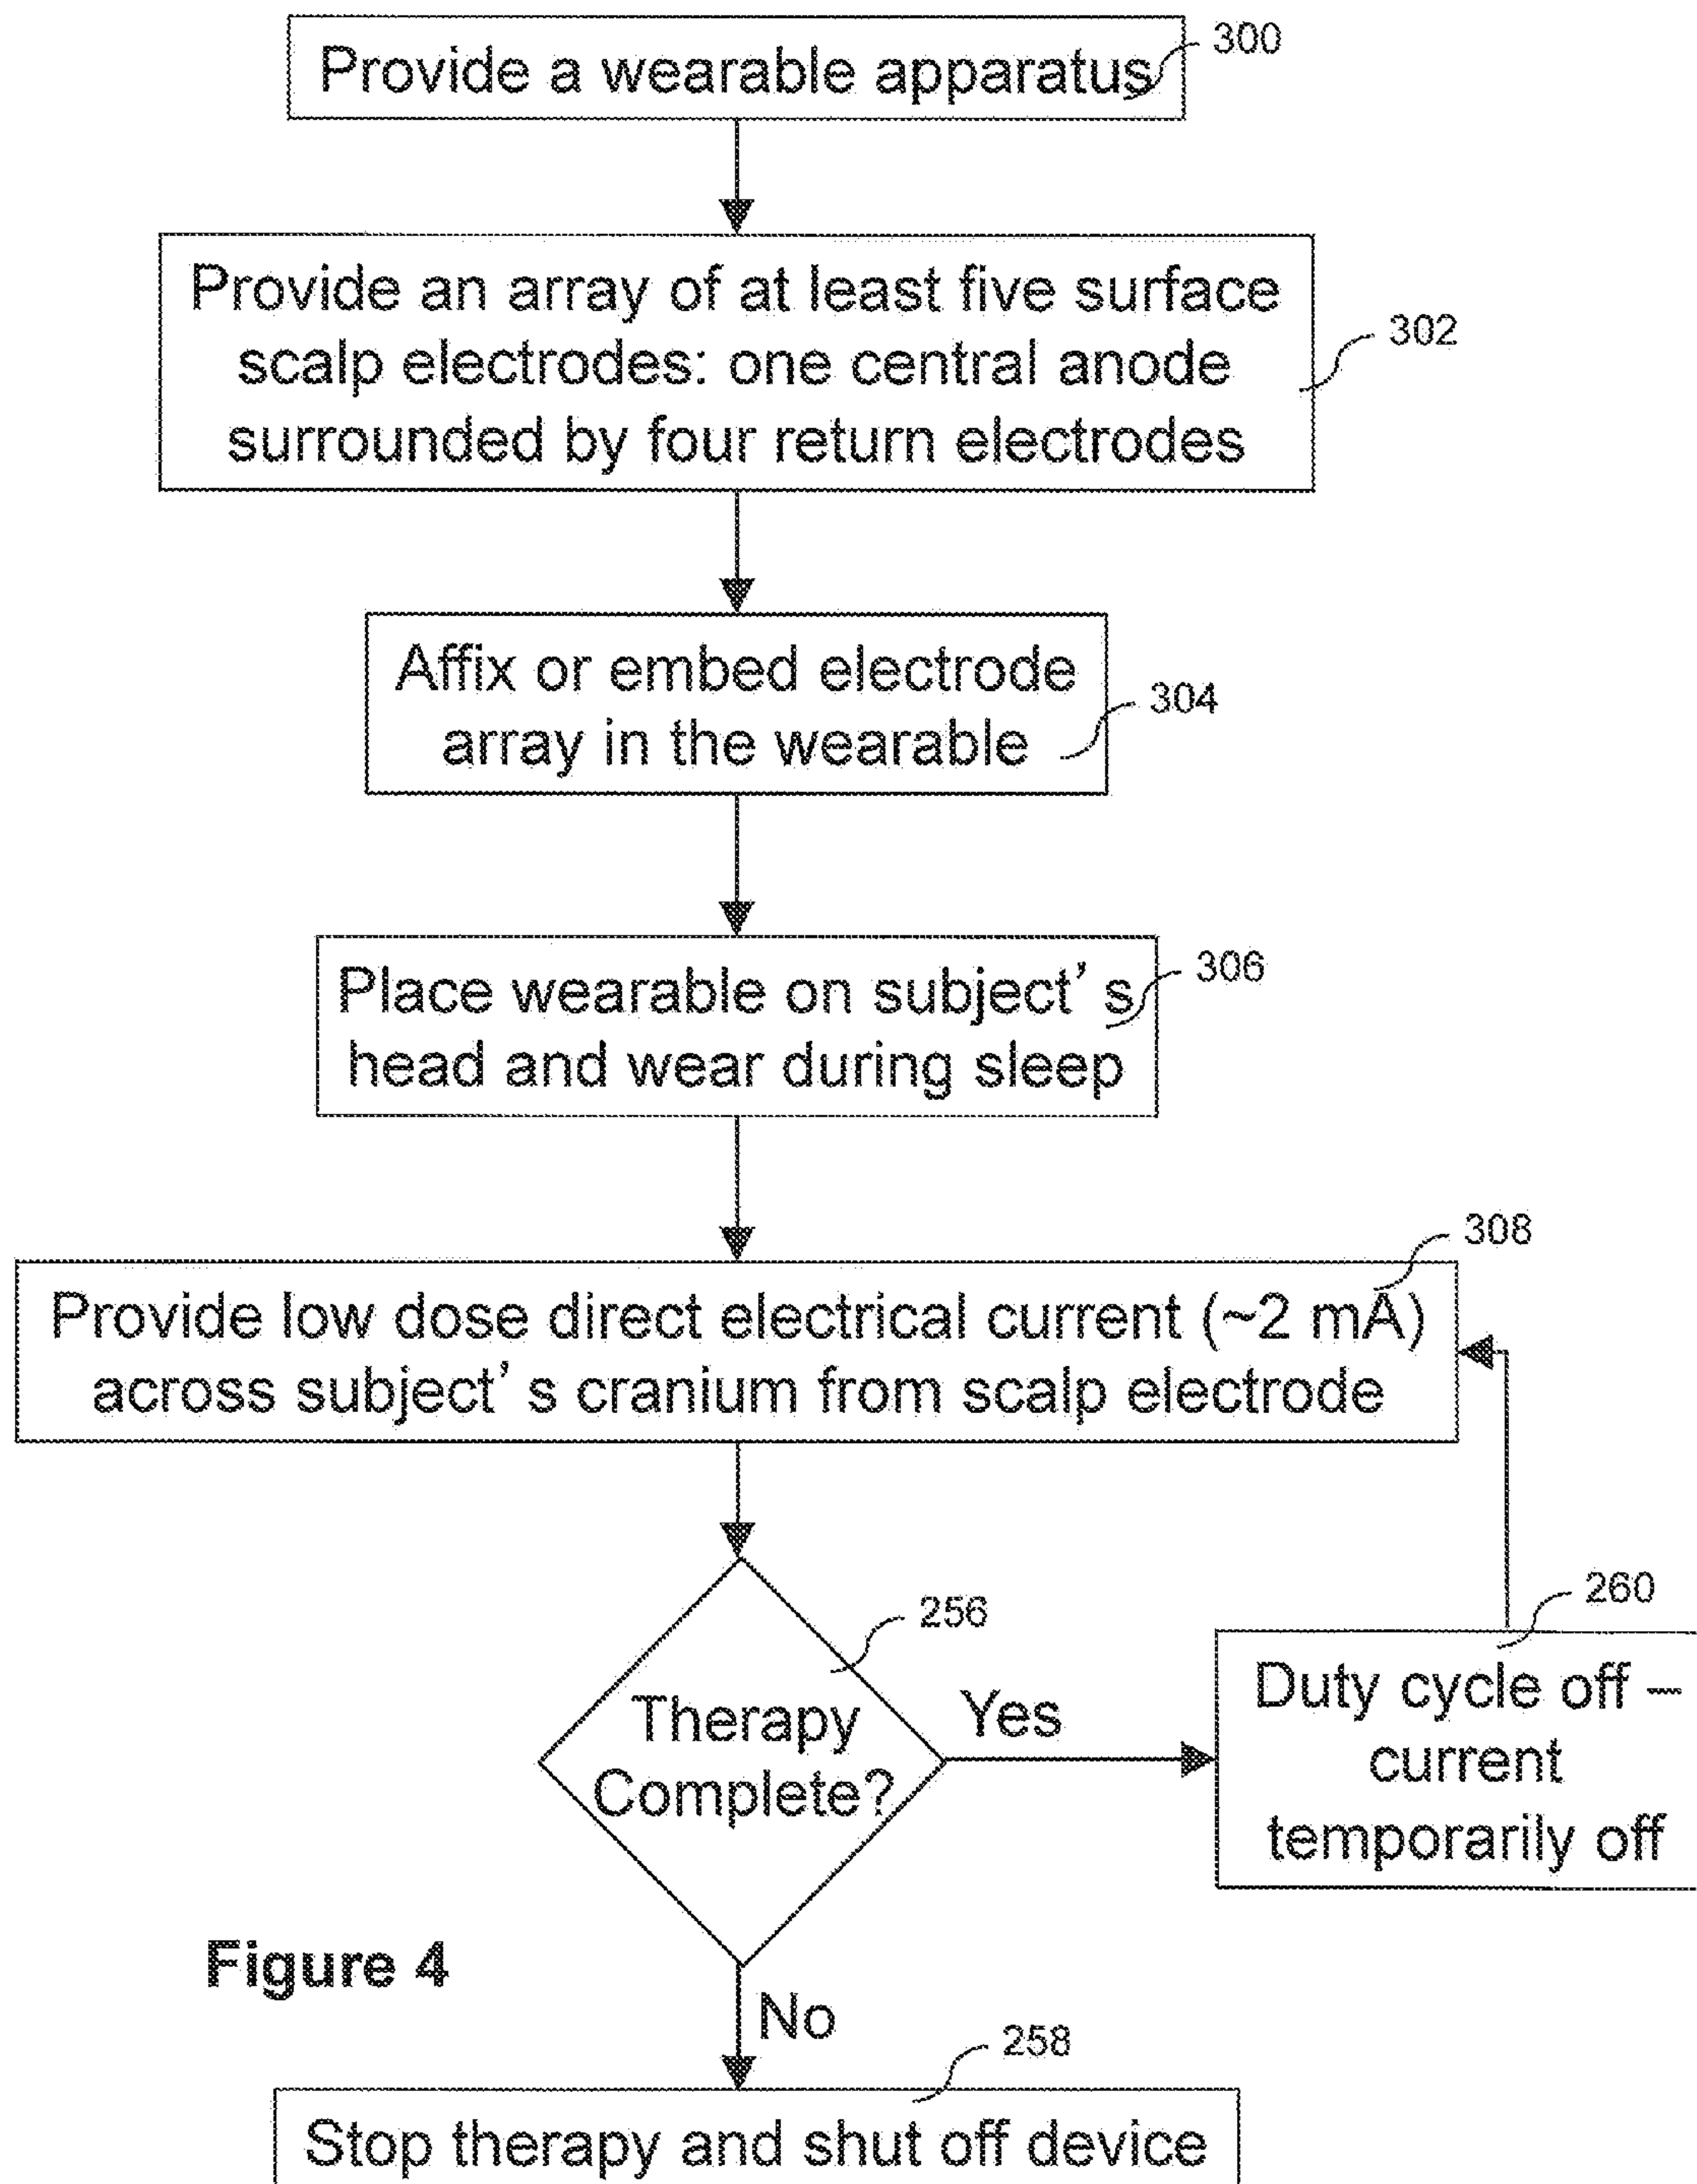 Provide a wearable apparatus
300
Provide an array of at least five surface
scalp electrodes: one central anode
surrounded by four return electrodes
302
Affix or embed electrode
array in the wearable
304
Place wearable on subject's
head and wear during sleep
306
308
Provide low dose direct electrical current (~2 mA)
across subject's cranium from scalp electrode
256
Therapy
Complete?
Yes
260
Duty cycle off –
current
temporarily off
Figure 4
No
258
Stop therapy and shut off device